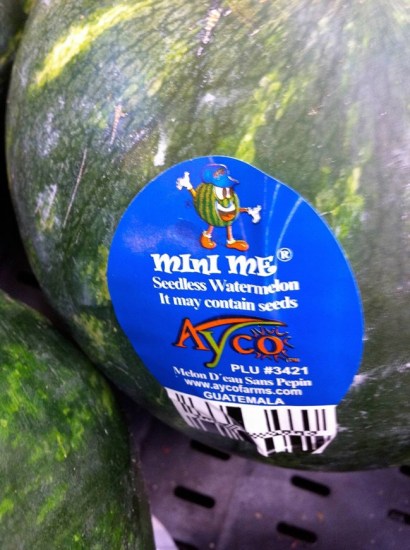 MINI ME®
Seedless Watermelon
It may contain seeds
AYCO
PLU #3421
Melon D'eau Sans Pepin
www.aycofarms.com
GUATEMALA